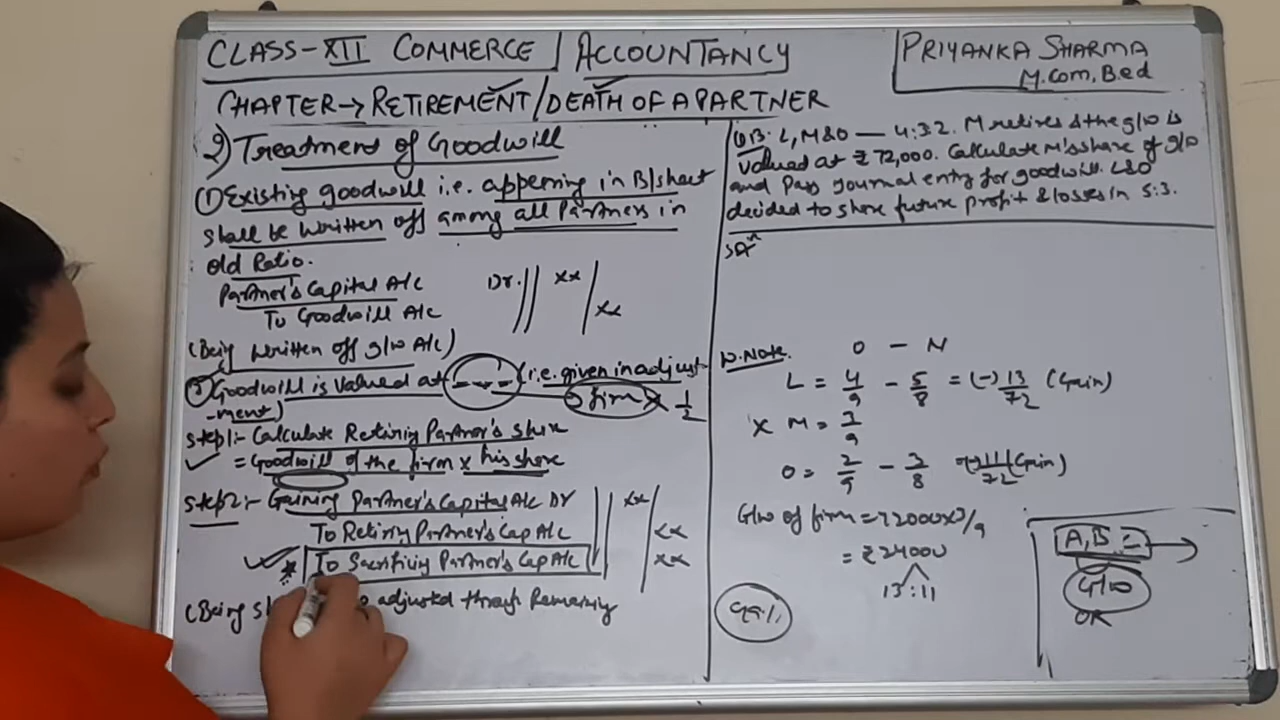 CLASS-XII COMMERCE | ACCOUNTANCY
PRIYANKA SHARMA
M.Com, B.ed
CHAPTER → RETIREMENT/DEATH OF A PARTNER
2) Treatment of Goodwill
① Existing goodwill i.e. apperring in B/sheet
shall be written off among all Partners in
old Ratio.
Partner's Capital A/c Dr. xx
To Goodwill A/c xx
(Being written off g/w A/c)
② Goodwill is valued at ---- (i.e. given in adjust-
-ment) firm x 1/2
Step1:- Calculate Retiring Partner's share
= Goodwill of the firm x his share
Step2:- Gaining Partner's Capital A/c Dr xx
To Retiring Partner's Cap A/c xx
* To Sacrificing Partner's Cap A/c xx
(Being adjusted through Remaining
L, M & O — 4:3:2. M retires & the g/w is
valued at ₹ 72,000. Calculate M's share of g/w
and Pass journal entry for goodwill. L & O
decided to share future profit & losses in 5:3.
Solⁿ
W.Note. O - N
L = 4/9 - 5/8 = (-) 13/72 (Gain)
x M = 3/9
O = 2/9 - 3/8 =(-) 11/72 (Gain)
G/w of firm = 72000 x 3/9
= ₹ 24000
13:11
99%
A, B =
G/w
OR